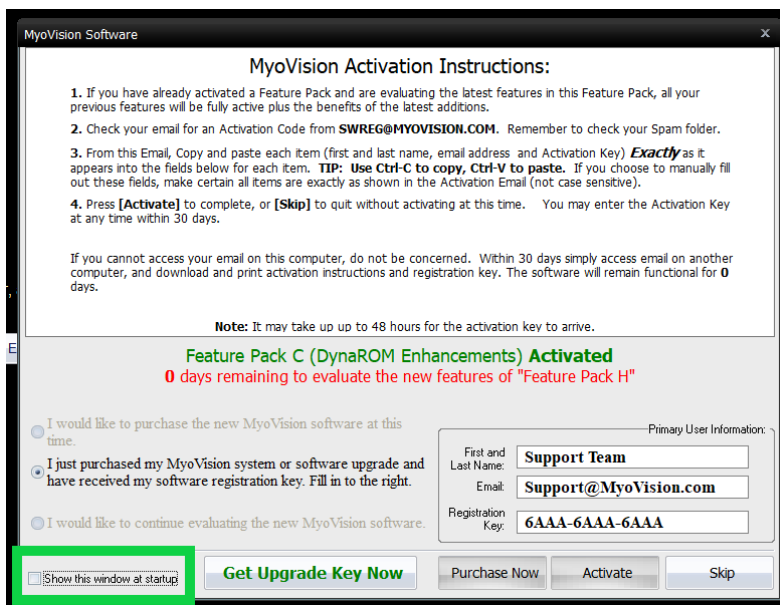 MyoVision Software x
MyoVision Activation Instructions:
1. If you have already activated a Feature Pack and are evaluating the latest features in this Feature Pack, all your
previous features will be fully active plus the benefits of the latest additions.
2. Check your email for an Activation Code from SWREG@MYOVISION.COM. Remember to check your Spam folder.
3. From this Email, Copy and paste each item (first and last name, email address and Activation Key) Exactly as it
appears into the fields below for each item. TIP: Use Ctrl-C to copy, Ctrl-V to paste. If you choose to manually fill
out these fields, make certain all items are exactly as shown in the Activation Email (not case sensitive).
4. Press [Activate] to complete, or [Skip] to quit without activating at this time. You may enter the Activation Key
at any time within 30 days.
If you cannot access your email on this computer, do not be concerned. Within 30 days simply access email on another
computer, and download and print activation instructions and registration key. The software will remain functional for 0
days.
Note: It may take up up to 48 hours for the activation key to arrive.
E
Feature Pack C (DynaROM Enhancements) Activated
0 days remaining to evaluate the new features of "Feature Pack H"
I would like to purchase the new MyoVision software at this
time.
I just purchased my MyoVision system or software upgrade and
have received my software registration key. Fill in to the right.
I would like to continue evaluating the new MyoVision software.
Primary User Information:
First and
Last Name: Support Team
Email: Support@MyoVision.com
Registration
Key: 6AAA-6AAA-6AAA
Show this window at startup
Get Upgrade Key Now
Purchase Now
Activate
Skip